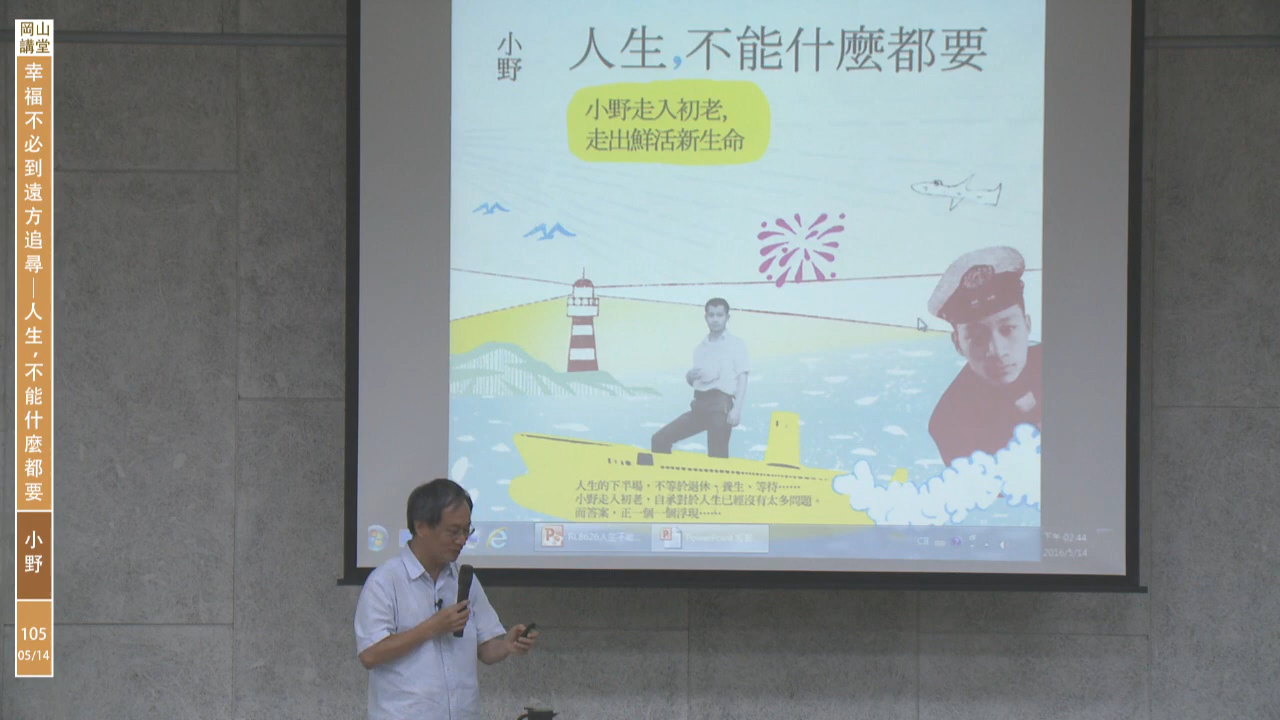 岡山
講堂
幸福不必到遠方追尋—人生,不能什麼都要
小野
105
05/14
小野
人生,不能什麼都要
小野走入初老,
走出鮮活新生命
人生的下半場，不等於退休、養生、等待……
小野走入初老，自承對於人生已經沒有太多問題。
而答案，正一個一個浮現……
下午 02:44
2016/5/14